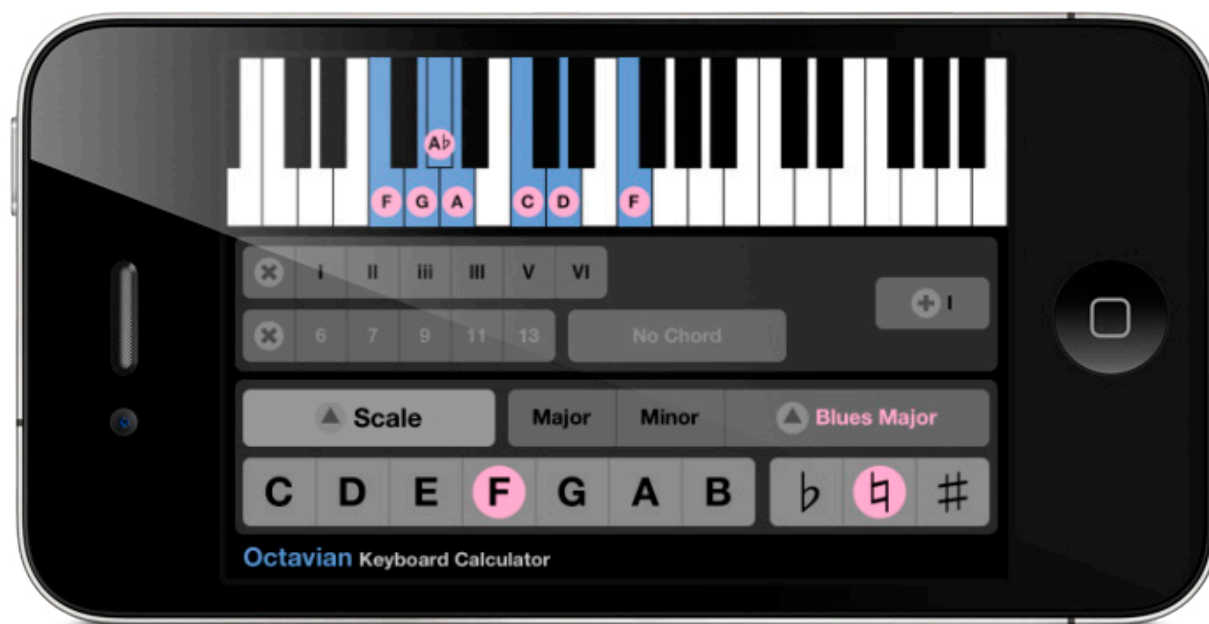 A♭
F G A C D F
i II iii III V VI
I
6 7 9 11 13 No Chord
Scale Major Minor Blues Major
C D E F G A B ♭ ♮ ♯
Octavian Keyboard Calculator